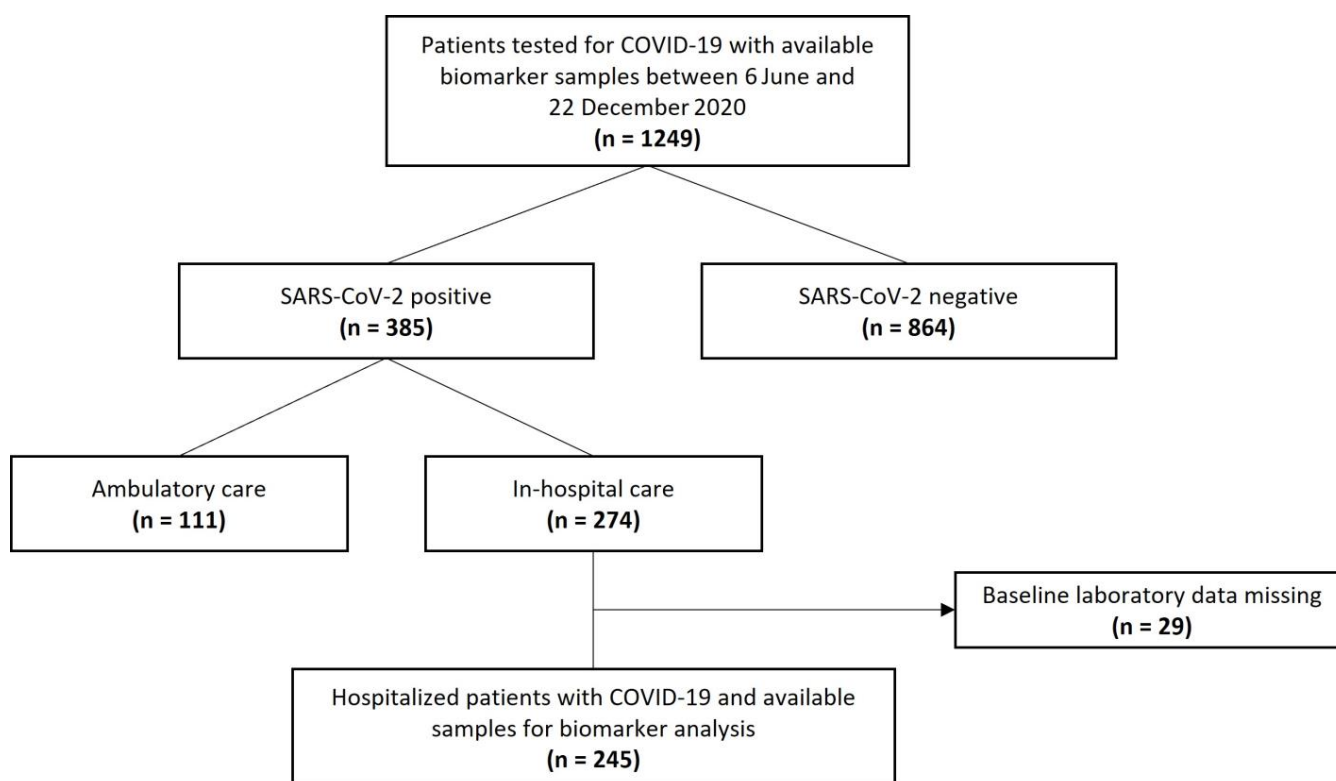 Patients tested for COVID-19 with available
biomarker samples between 6 June and
22 December 2020
(n = 1249)
SARS-CoV-2 positive
(n = 385)
SARS-CoV-2 negative
(n = 864)
Ambulatory care
(n = 111)
In-hospital care
(n = 274)
Baseline laboratory data missing
(n = 29)
Hospitalized patients with COVID-19 and available
samples for biomarker analysis
(n = 245)